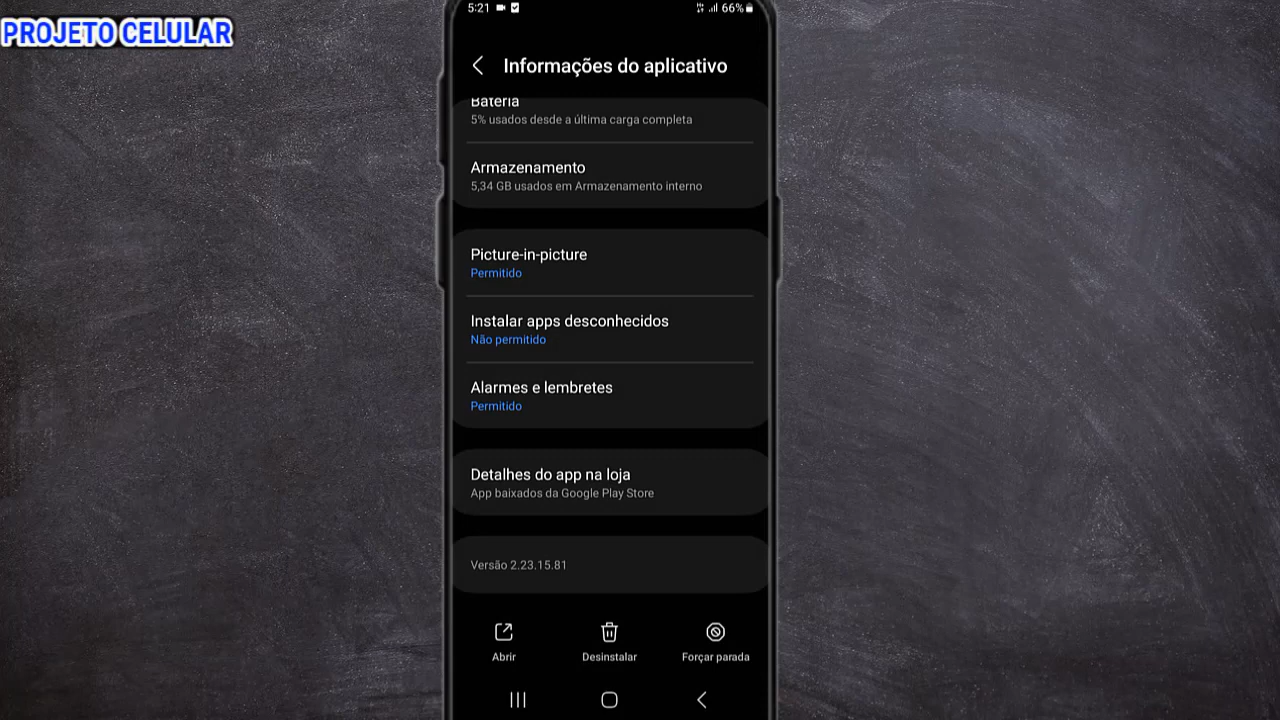 PROJETO CELULAR
5:21
66%
Informações do aplicativo
Bateria
5% usados desde a última carga completa
Armazenamento
5,34 GB usados em Armazenamento interno
Picture-in-picture
Permitido
Instalar apps desconhecidos
Não permitido
Alarmes e lembretes
Permitido
Detalhes do app na loja
App baixados da Google Play Store
Versão 2.23.15.81
Abrir
Desinstalar
Forçar parada